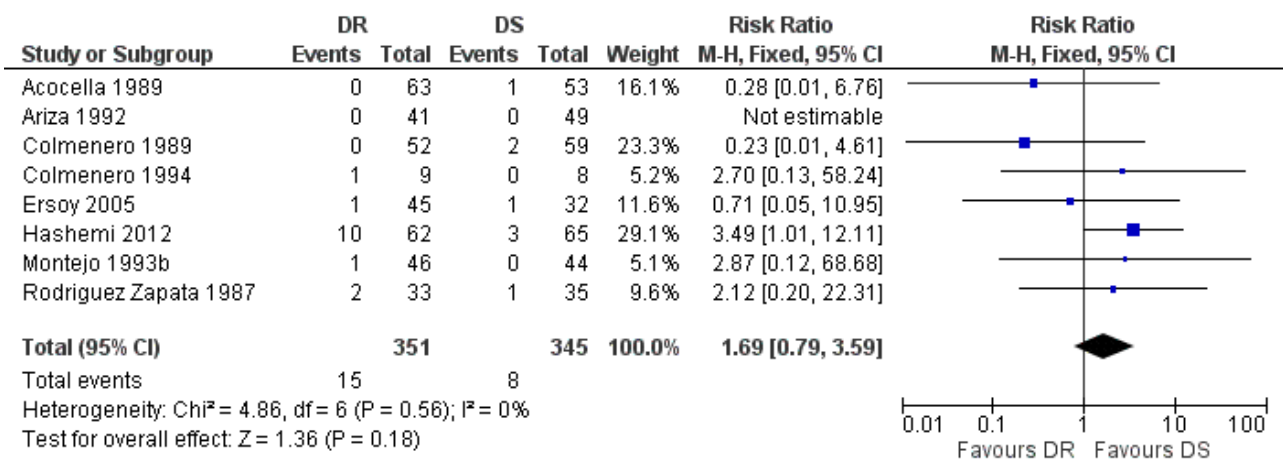 DR DS Risk Ratio Risk Ratio
Study or Subgroup Events Total Events Total Weight M-H, Fixed, 95% CI M-H, Fixed, 95% CI
Acocella 1989 0 63 1 53 16.1% 0.28 [0.01, 6.76]
Ariza 1992 0 41 0 49 Not estimable
Colmenero 1989 0 52 2 59 23.3% 0.23 [0.01, 4.61]
Colmenero 1994 1 9 0 8 5.2% 2.70 [0.13, 58.24]
Ersoy 2005 1 45 1 32 11.6% 0.71 [0.05, 10.95]
Hashemi 2012 10 62 3 65 29.1% 3.49 [1.01, 12.11]
Montejo 1993b 1 46 0 44 5.1% 2.87 [0.12, 68.68]
Rodriguez Zapata 1987 2 33 1 35 9.6% 2.12 [0.20, 22.31]
Total (95% CI) 351 345 100.0% 1.69 [0.79, 3.59]
Total events 15 8
Heterogeneity: Chi² = 4.86, df = 6 (P = 0.56); I² = 0%
Test for overall effect: Z = 1.36 (P = 0.18)
0.01 0.1 1 10 100
Favours DR Favours DS